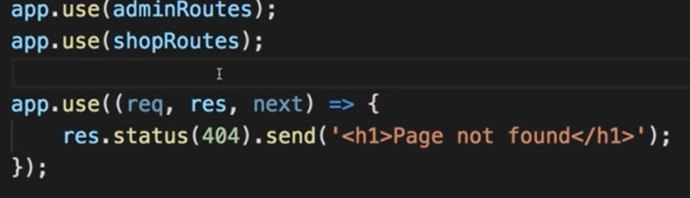 app.use(adminRoutes);
app.use(shopRoutes);
app.use((req, res, next) => {
    res.status(404).send('<h1>Page not found</h1>');
});